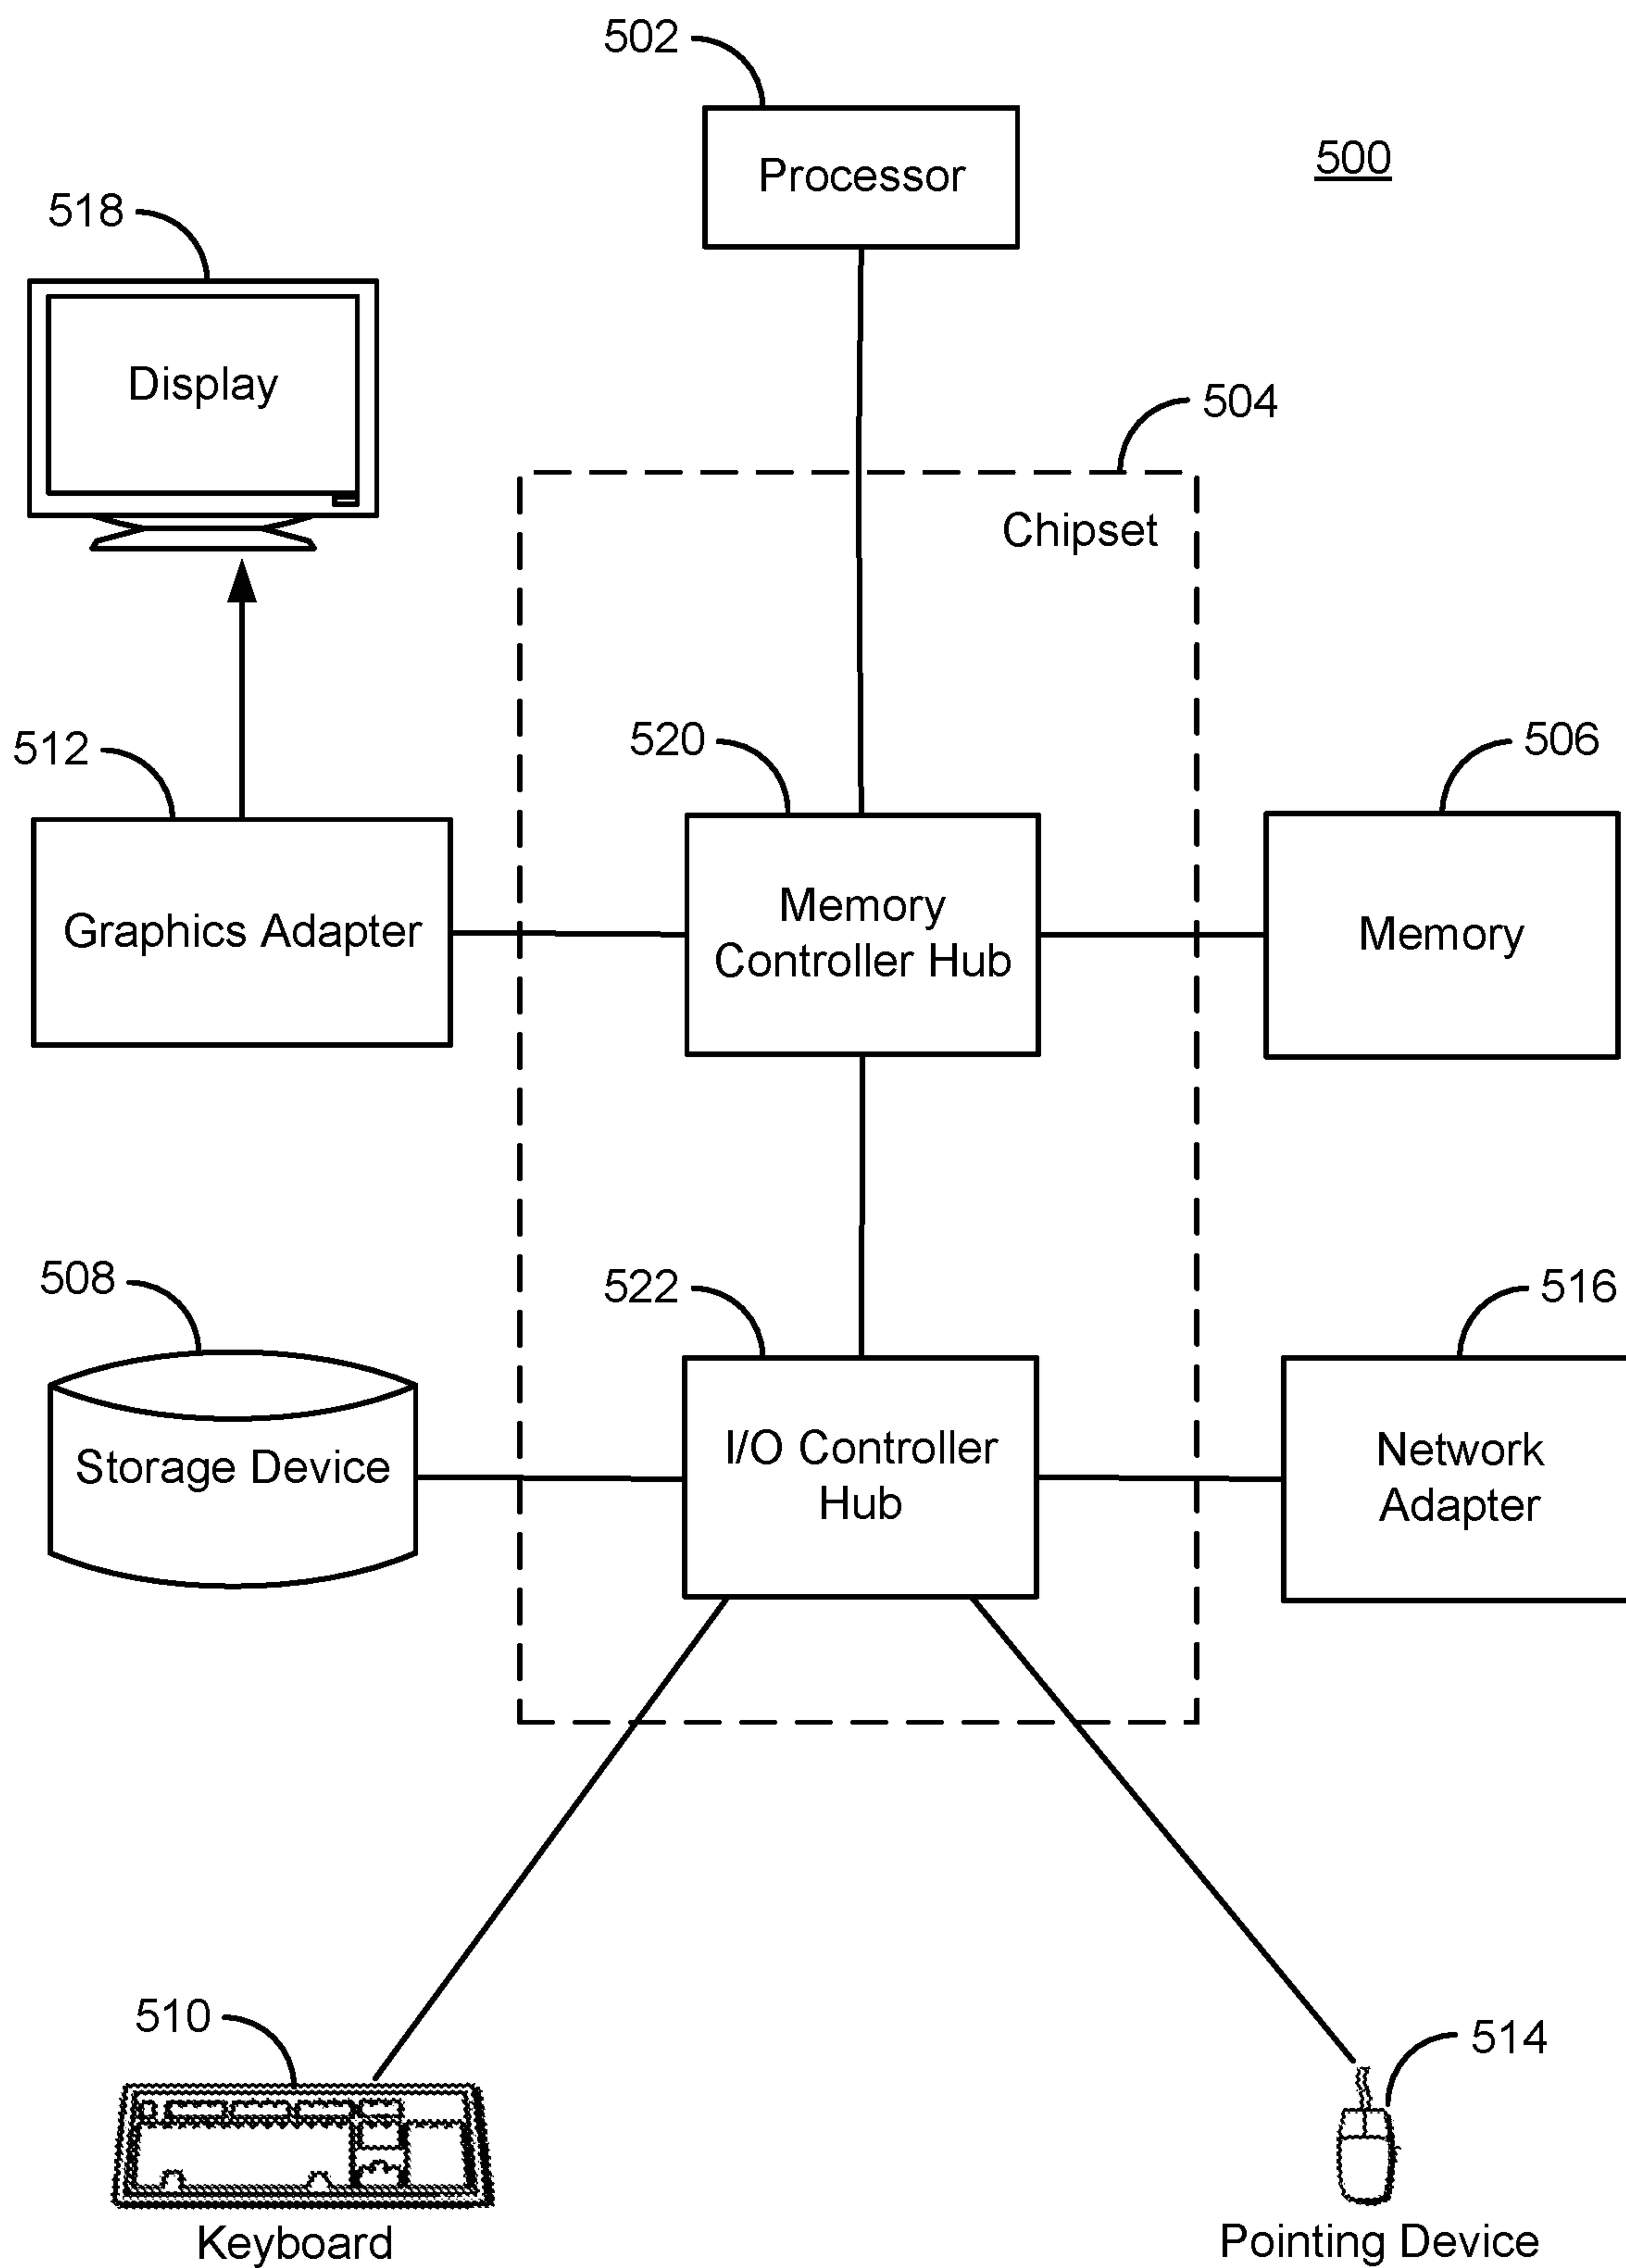 502
Processor
500
518
Display
504
Chipset
512
Graphics Adapter
520
Memory
Controller Hub
506
Memory
508
Storage Device
522
I/O Controller
Hub
516
Network
Adapter
510
Keyboard
514
Pointing Device